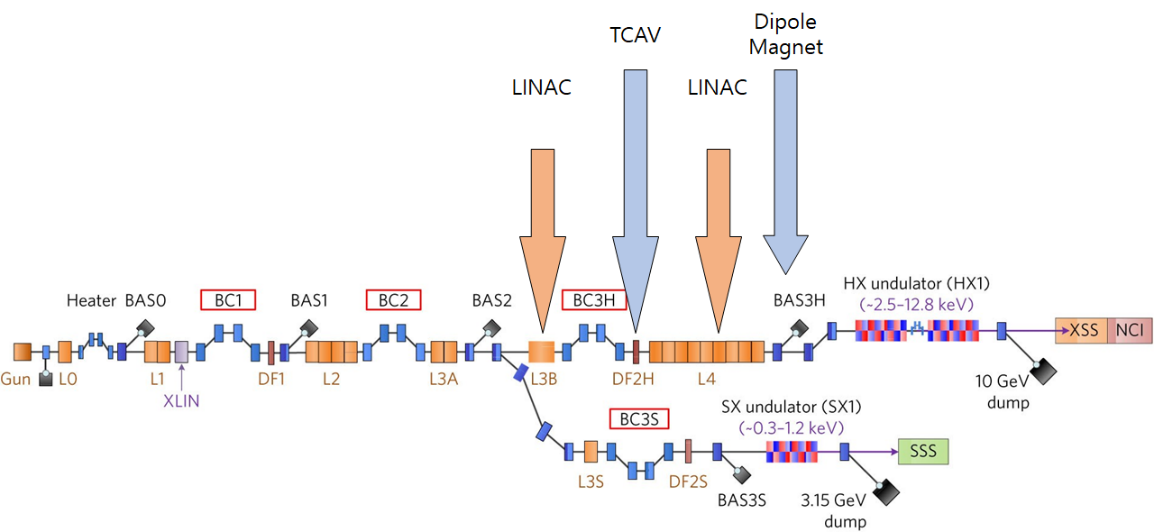 TCAV
Dipole
Magnet
LINAC
LINAC
Heater BAS0
BC1
BAS1
BC2
BAS2
BC3H
BAS3H
HX undulator (HX1)
(~2.5–12.8 keV)
XSS
NCI
Gun
L0
L1
DF1
L2
L3A
L3B
DF2H
L4
XLIN
10 GeV
dump
BC3S
SX undulator (SX1)
(~0.3–1.2 keV)
SSS
L3S
DF2S
BAS3S
3.15 GeV
dump